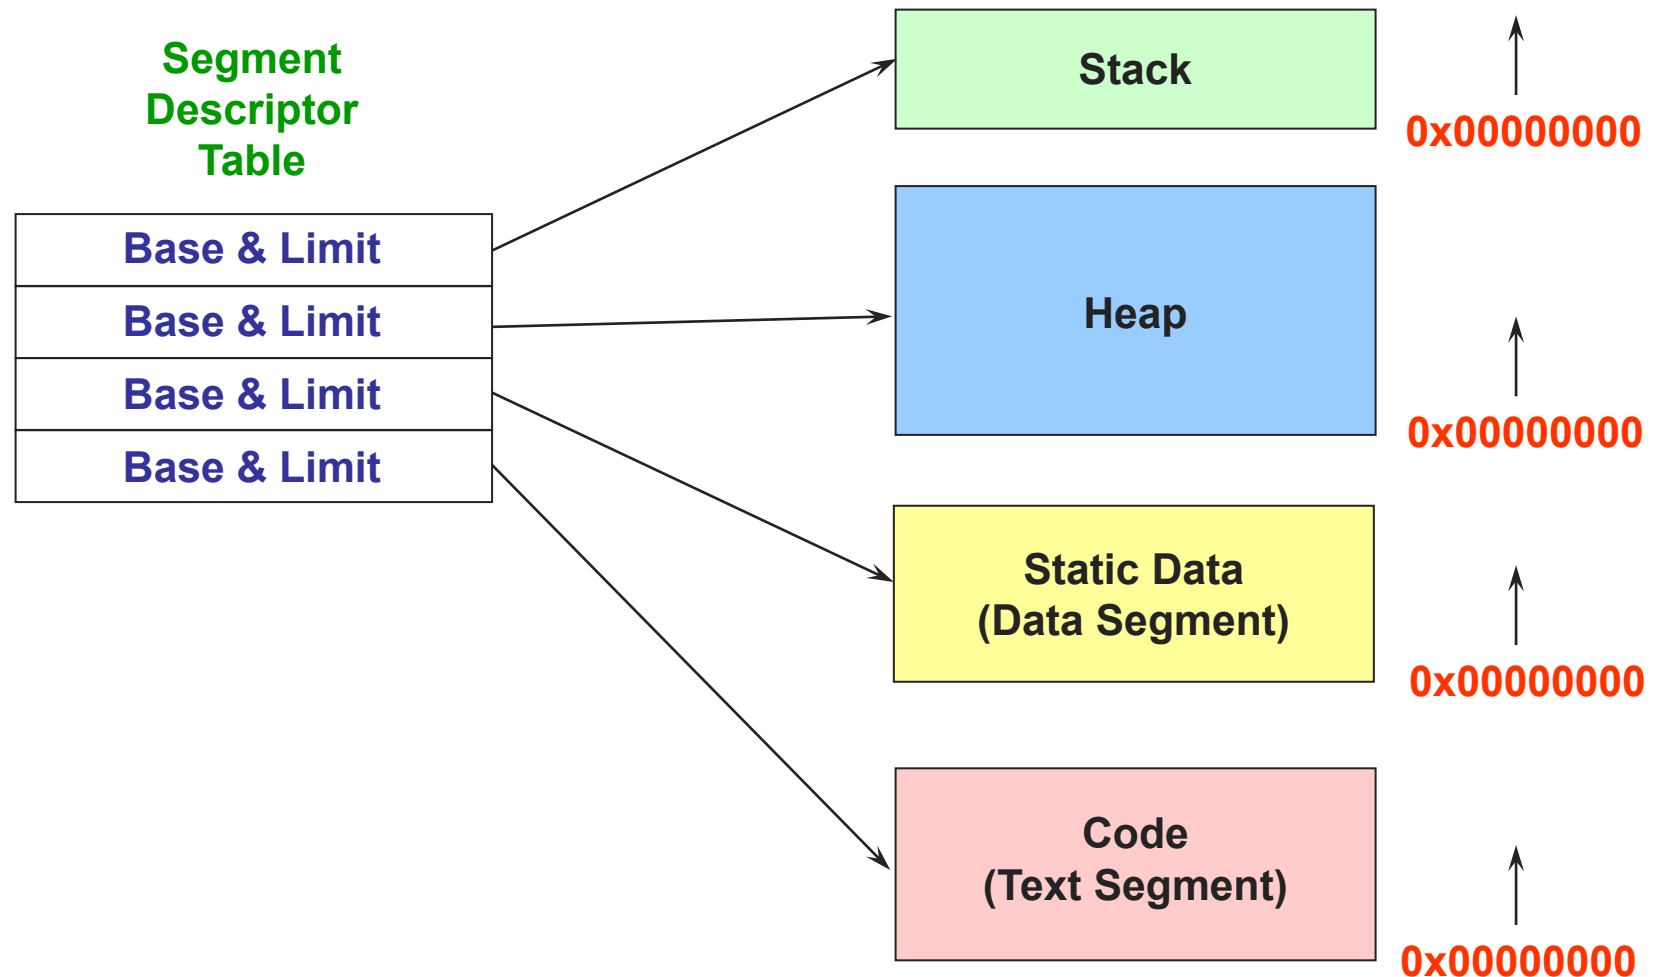 Segment
Descriptor
Table
Base & Limit
Base & Limit
Base & Limit
Base & Limit
Stack
0x00000000
Heap
0x00000000
Static Data
(Data Segment)
0x00000000
Code
(Text Segment)
0x00000000